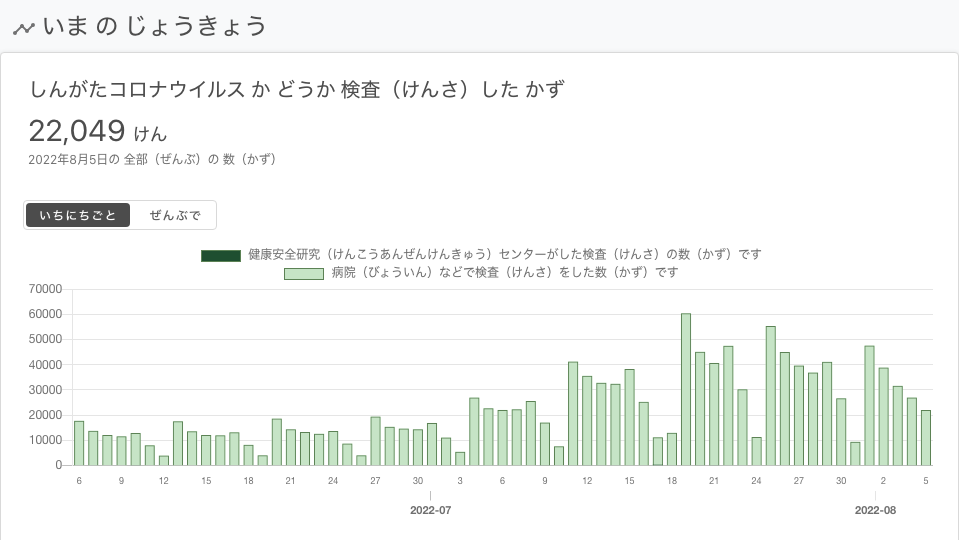 いま の じょうきょう
しんがたコロナウイルス か どうか 検査（けんさ）した かず
22,049 けん
2022年8月5日の 全部（ぜんぶ）の 数（かず）
いちにちごと ぜんぶで
健康安全研究（けんこうあんぜんけんきゅう）センターがした検査（けんさ）の数（かず）です
病院（びょういん）などで検査（けんさ）をした数（かず）です
70000
60000
50000
40000
30000
20000
10000
0
6 9 12 15 18 21 24 27 30 3 6 9 12 15 18 21 24 27 30 2 5
2022-07 2022-08